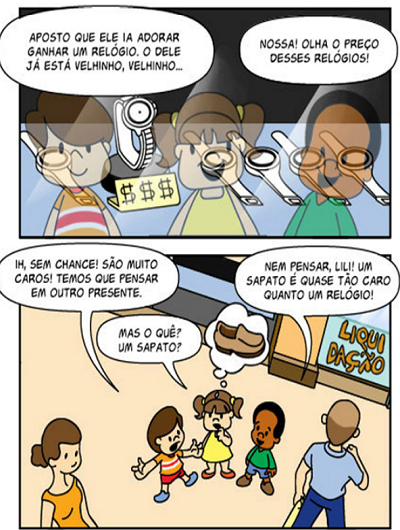 APOSTO QUE ELE IA ADORAR
GANHAR UM RELÓGIO. O DELE
JÁ ESTÁ VELHINHO, VELHINHO...
NOSSA! OLHA O PREÇO
DESSES RELÓGIOS!
$$$
IH, SEM CHANCE! SÃO MUITO
CAROS! TEMOS QUE PENSAR
EM OUTRO PRESENTE.
MAS O QUÊ?
UM SAPATO?
NEM PENSAR, LILI! UM
SAPATO É QUASE TÃO CARO
QUANTO UM RELÓGIO!
LIQUI
DAÇÃO